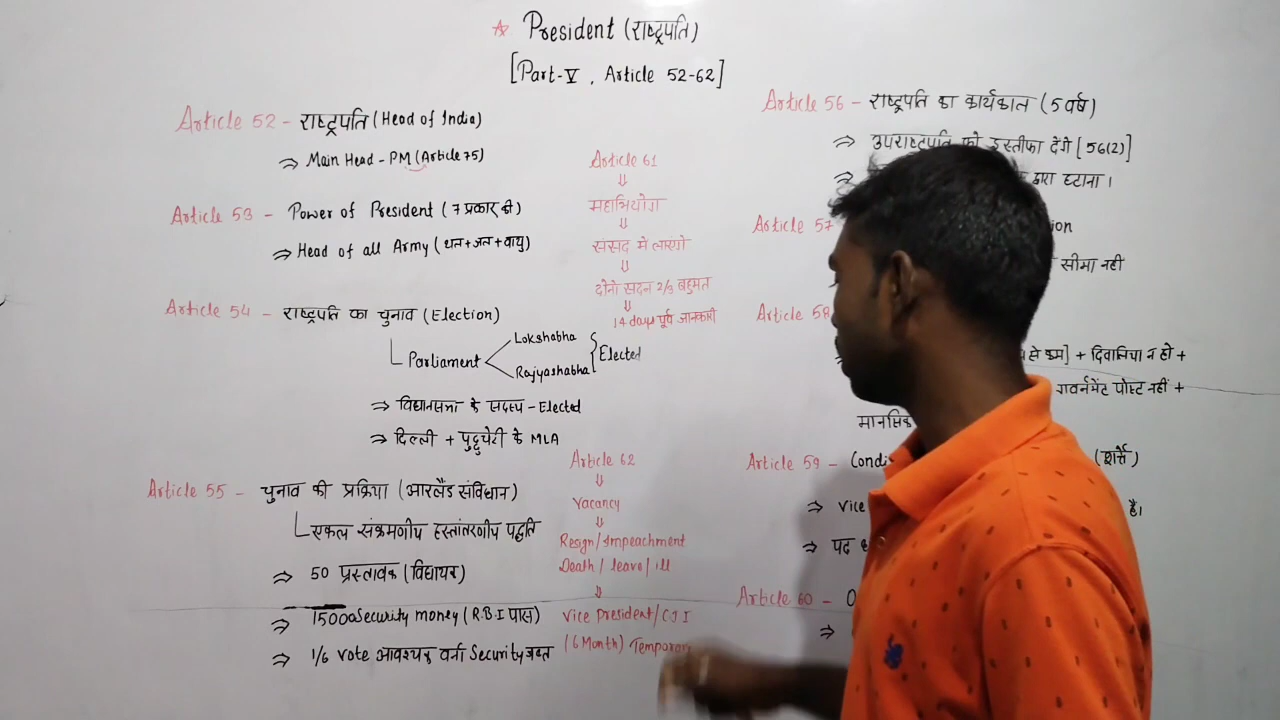 ☆ President (राष्ट्रपति)
[Part-V, Article 52-62]
Article 52 - राष्ट्रपति (Head of India)
⇒ Main Head - PM (Article 75)
Article 53 - Power of President (7 प्रकार की)
⇒ Head of all Army (थल+जल+वायु)
Article 54 - राष्ट्रपति का चुनाव (Election)
Parliament
Lokshabha
Rajyashabha
Elected
⇒ विधानसभा के सदस्य - Elected
⇒ दिल्ली + पुदुचेरी के MLA
Article 55 - चुनाव की प्रक्रिया (आरलैंड संविधान)
एकल संक्रमणीय हस्तांतरणीय पद्धति
⇒ 50 प्रस्तावक (विधायक)
⇒ 15000 Security money (R.B.I पास)
⇒ 1/6 vote आवश्यक वर्ना Security जब्त
Article 61
⇓
महाभियोग
⇓
संसद में लाएंगे
⇓
दोनो सदन 2/3 बहुमत
⇓
14 days पूर्व जानकारी
Article 62
⇓
Vacancy
⇓
Resign/Impeachment
Death/leave/ill
⇓
Vice President/CJI
(6 Month)
Article 56 - राष्ट्रपति का कार्यकाल (5 वर्ष)
⇒ उपराष्ट्रपति को इस्तीफा देंगे [56(2)]
⇒ द्वारा हटाना।
Article 57
सीमा नहीं
Article 58
से कम] + दिवालिया न हो +
गवर्नमेंट पोस्ट नहीं +
Article 59 - (शर्त्ते)
⇒ Vice है।
⇒ पद
Article 60 -
⇒